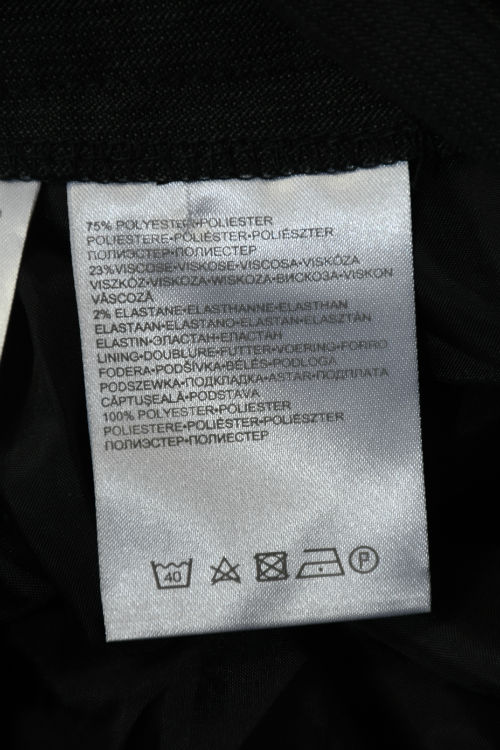 75% POLYESTER•POLIESTER
POLIESTERE•POLIÉSTER•POLIÉSZTER
ПОЛИЭСТЕР•ПОЛИЕСТЕР
23%VISCOSE•VISKOSE•VISCOSA•VISKÓZA
VISZKÓZ•VISKOZA•WISKOZA•ВИСКОЗА•VISKON
VÂSCOZĂ
2% ELASTANE•ELASTHANNE•ELASTHAN
ELASTAAN•ELASTANO•ELASTAN•ELASZTÁN
ELASTIN•ЭЛАСТАН•ЕЛАСТАН
LINING•DOUBLURE•FUTTER•VOERING•FORRO
FODERA•PODŠÍVKA•BÉLÉS•PODLOGA
PODSZEWKA•ПОДКЛАДКА•ASTAR•ПОДПЛАТА
CĂPTUŞEALĂ•PODSTAVA
100% POLYESTER•POLIESTER
POLIESTERE•POLIÉSTER•POLIÉSZTER
ПОЛИЭСТЕР•ПОЛИЕСТЕР
40 P